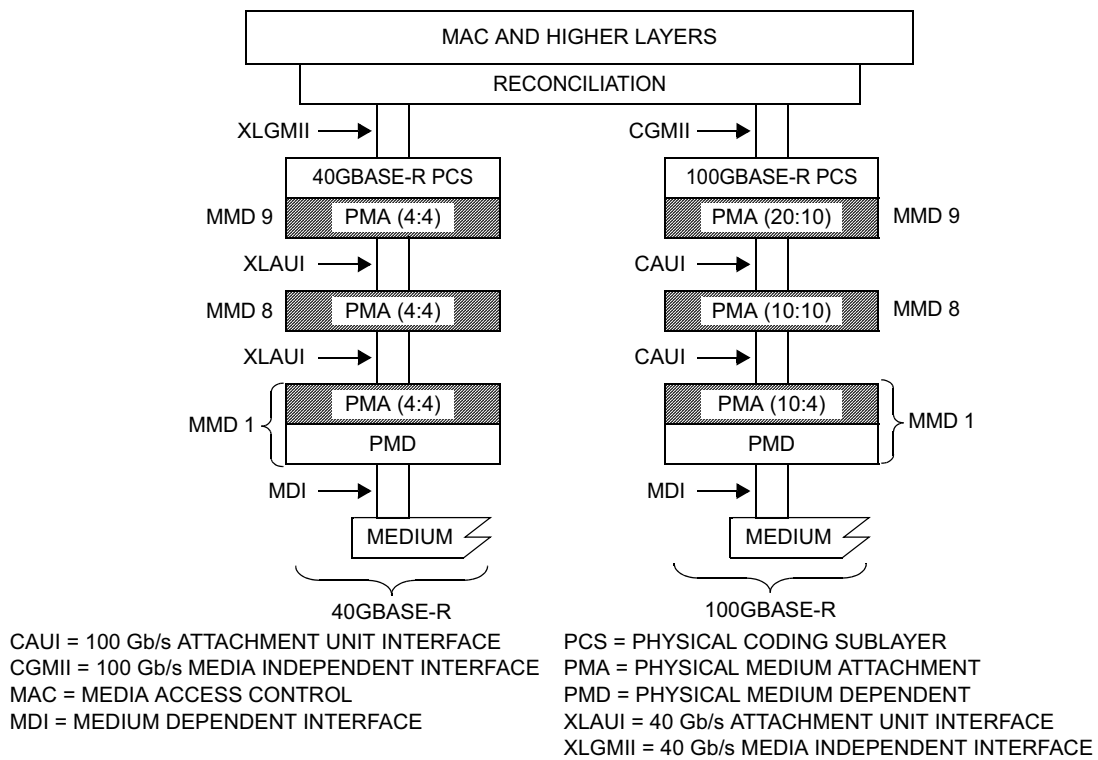 MAC AND HIGHER LAYERS
RECONCILIATION
XLGMII
CGMII
40GBASE-R PCS
100GBASE-R PCS
MMD 9
PMA (4:4)
PMA (20:10)
MMD 9
XLAUI
CAUI
MMD 8
PMA (4:4)
PMA (10:10)
MMD 8
XLAUI
CAUI
PMA (4:4)
PMA (10:4)
MMD 1
MMD 1
PMD
PMD
MDI
MDI
MEDIUM
MEDIUM
40GBASE-R
100GBASE-R
CAUI = 100 Gb/s ATTACHMENT UNIT INTERFACE
CGMII = 100 Gb/s MEDIA INDEPENDENT INTERFACE
MAC = MEDIA ACCESS CONTROL
MDI = MEDIUM DEPENDENT INTERFACE
PCS = PHYSICAL CODING SUBLAYER
PMA = PHYSICAL MEDIUM ATTACHMENT
PMD = PHYSICAL MEDIUM DEPENDENT
XLAUI = 40 Gb/s ATTACHMENT UNIT INTERFACE
XLGMII = 40 Gb/s MEDIA INDEPENDENT INTERFACE